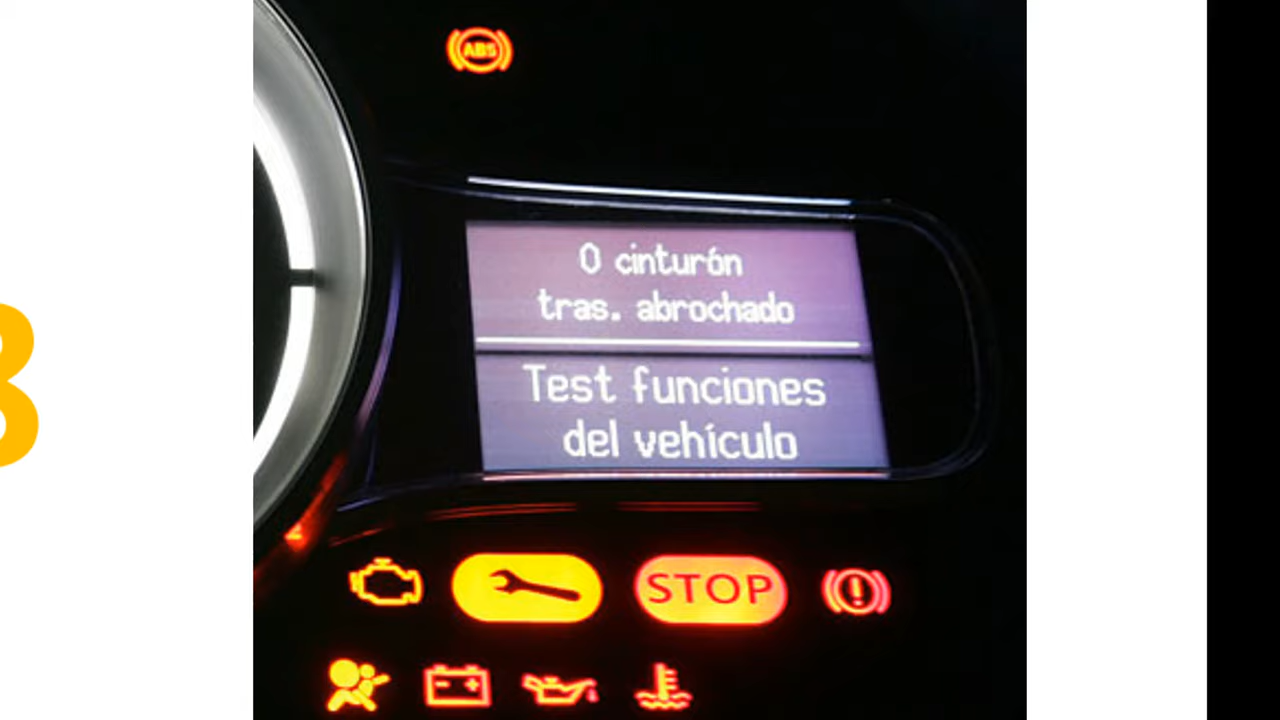 ABS
0 cinturón
tras. abrochado
Test funciones
del vehículo
STOP